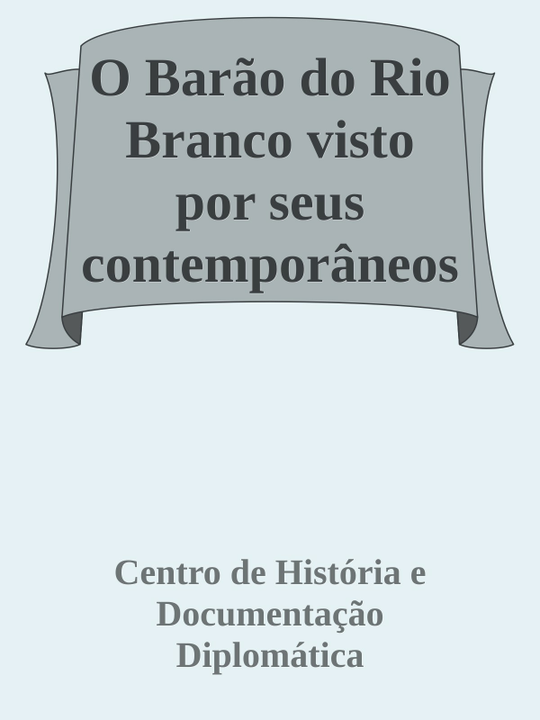 O Barão do Rio
Branco visto
por seus
contemporâneos
Centro de História e
Documentação
Diplomática